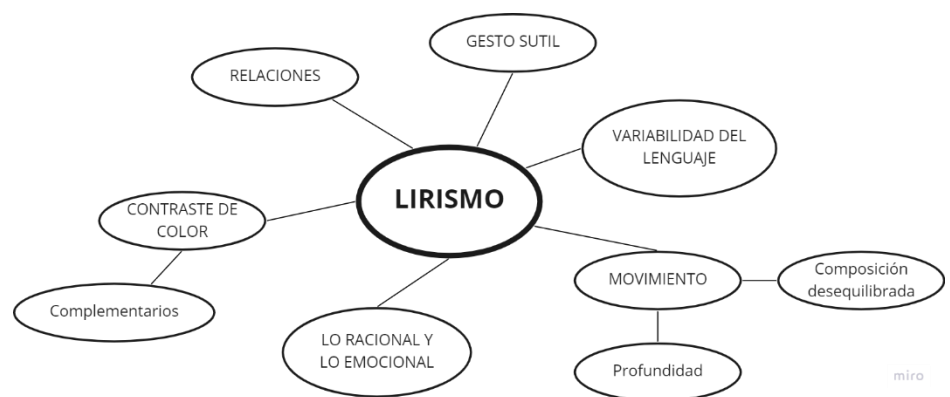 GESTO SUTIL
RELACIONES
VARIABILIDAD DEL
LENGUAJE
LIRISMO
CONTRASTE DE
COLOR
MOVIMIENTO
Composición
desequilibrada
Complementarios
LO RACIONAL Y
LO EMOCIONAL
Profundidad
miro